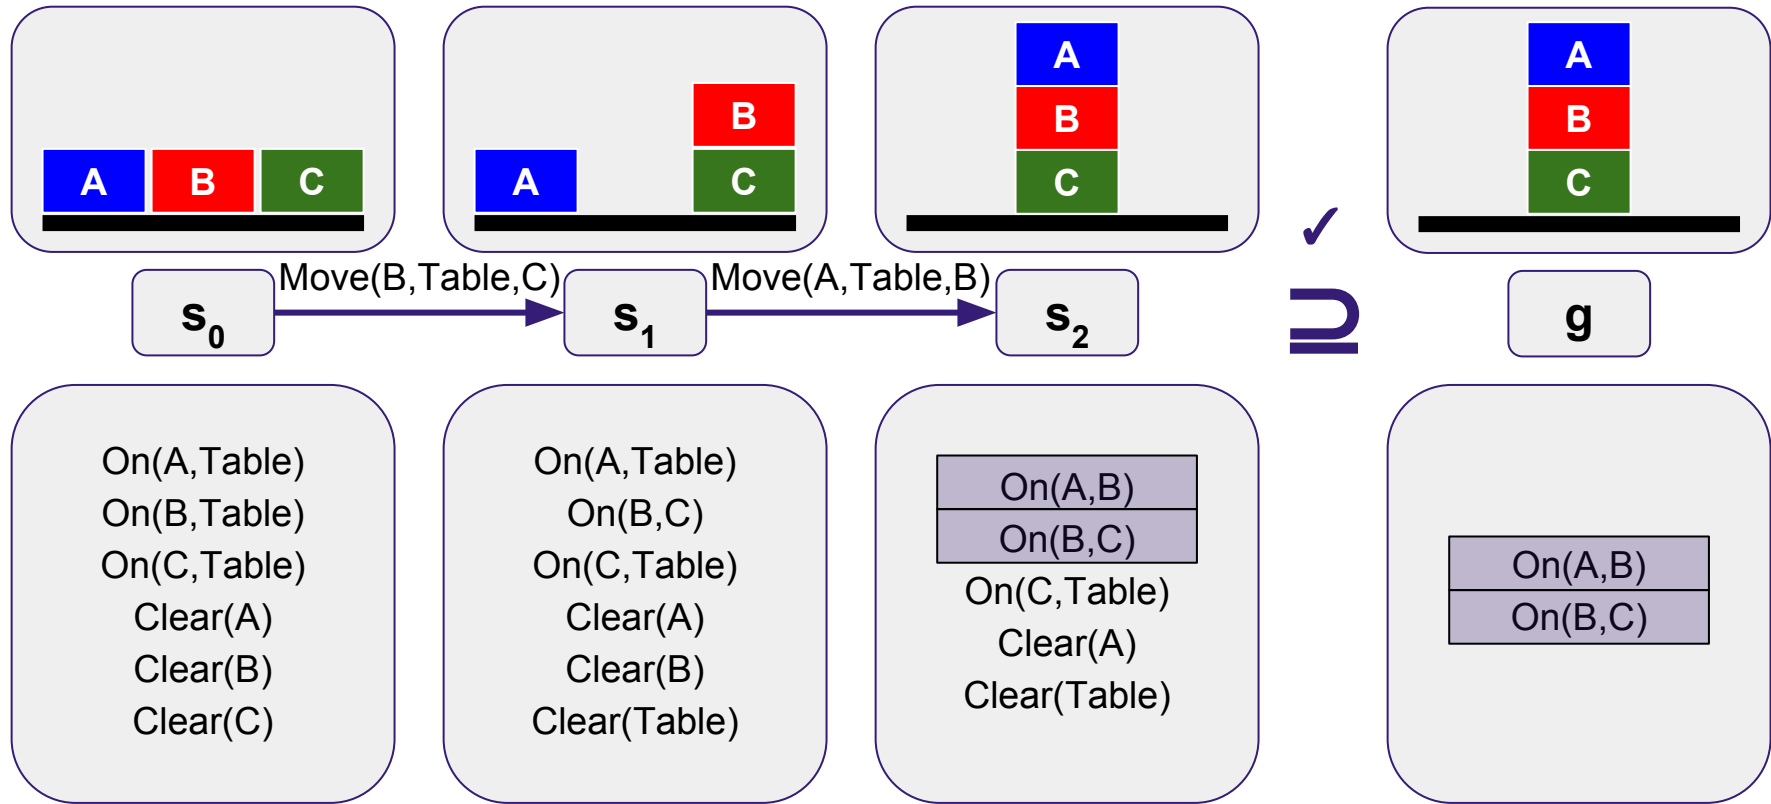 A B C
B
A C
A
B
C
A
B
C
✓
Move(B,Table,C) Move(A,Table,B)
s0 s1 s2 ⊇ g
On(A,Table)
On(B,Table)
On(C,Table)
Clear(A)
Clear(B)
Clear(C)
On(A,Table)
On(B,C)
On(C,Table)
Clear(A)
Clear(B)
Clear(Table)
On(A,B)
On(B,C)
On(C,Table)
Clear(A)
Clear(Table)
On(A,B)
On(B,C)